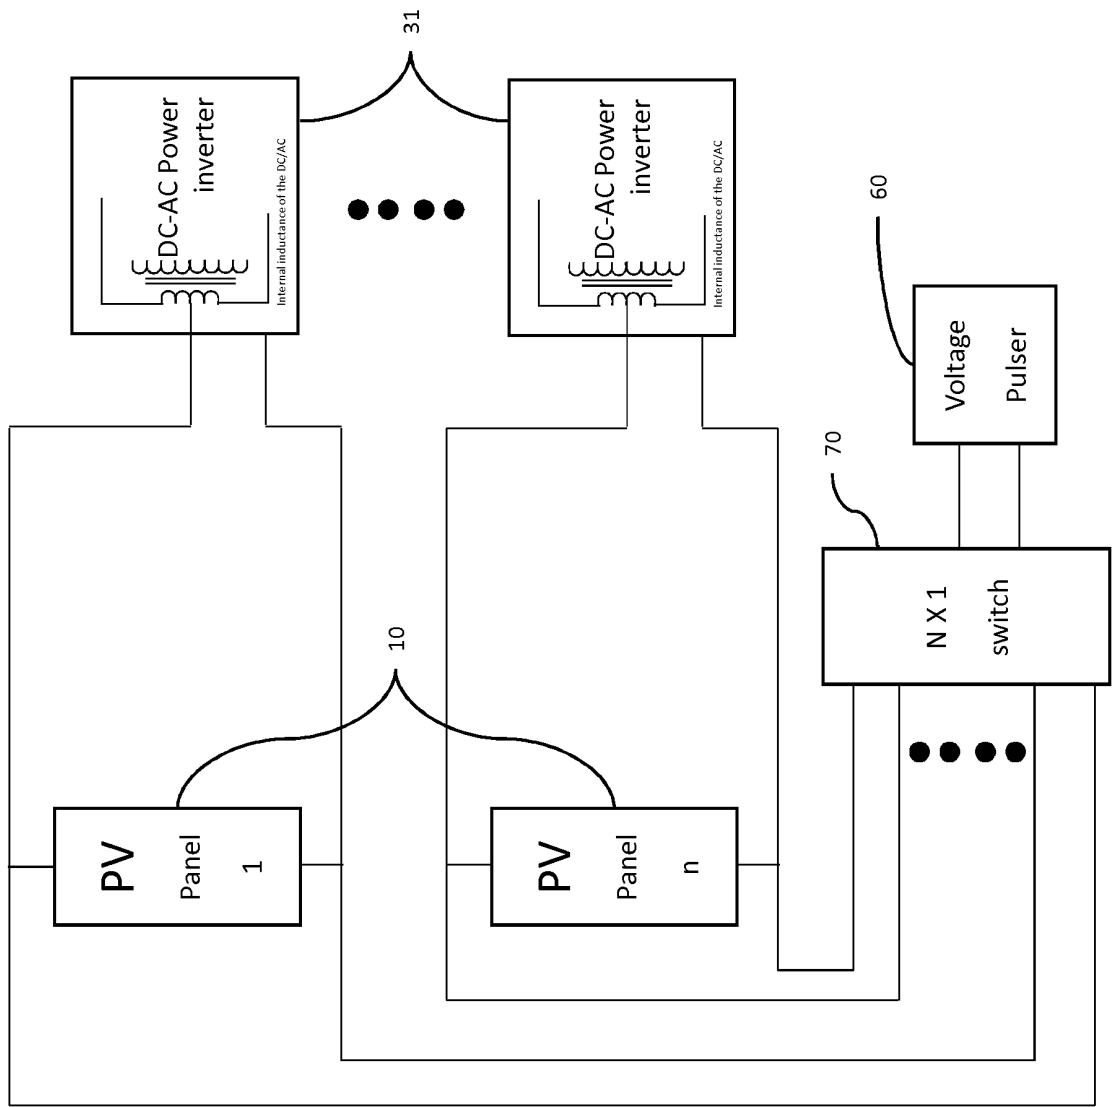 31
DC-AC Power
inverter
Internal inductance of the DC/AC
DC-AC Power
inverter
Internal inductance of the DC/AC
60
Voltage
Pulser
70
N X 1
switch
10
PV
Panel
1
PV
Panel
n